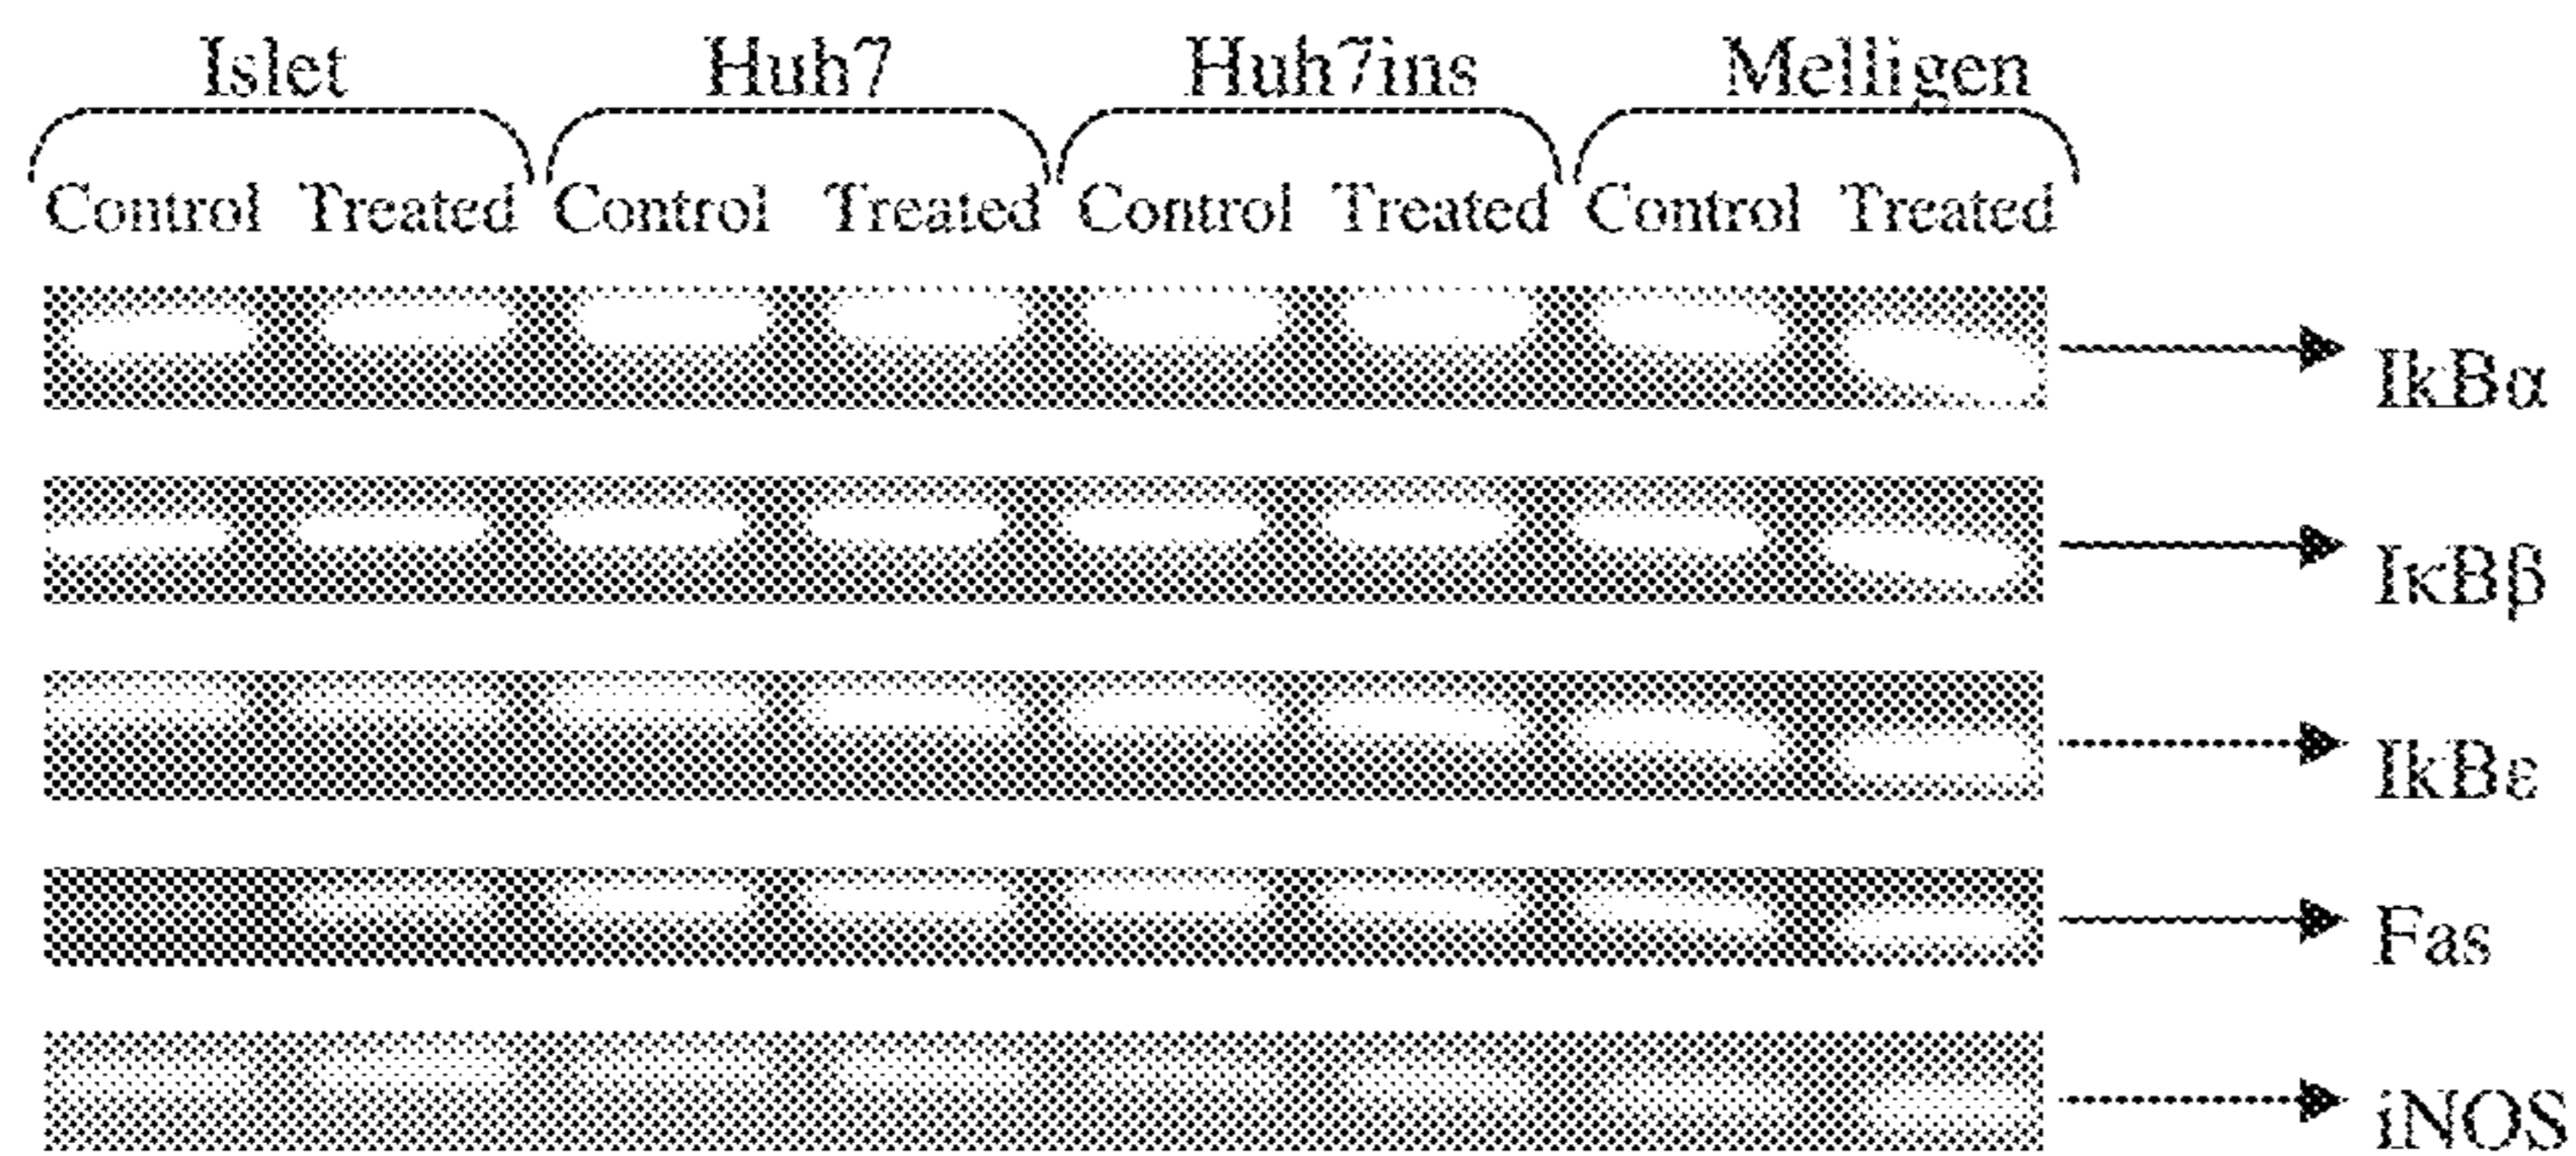 Islet Huh7 Huh7ins Melligen
Control Treated Control Treated Control Treated Control Treated
IkBα
IκBβ
IkBε
Fas
iNOS